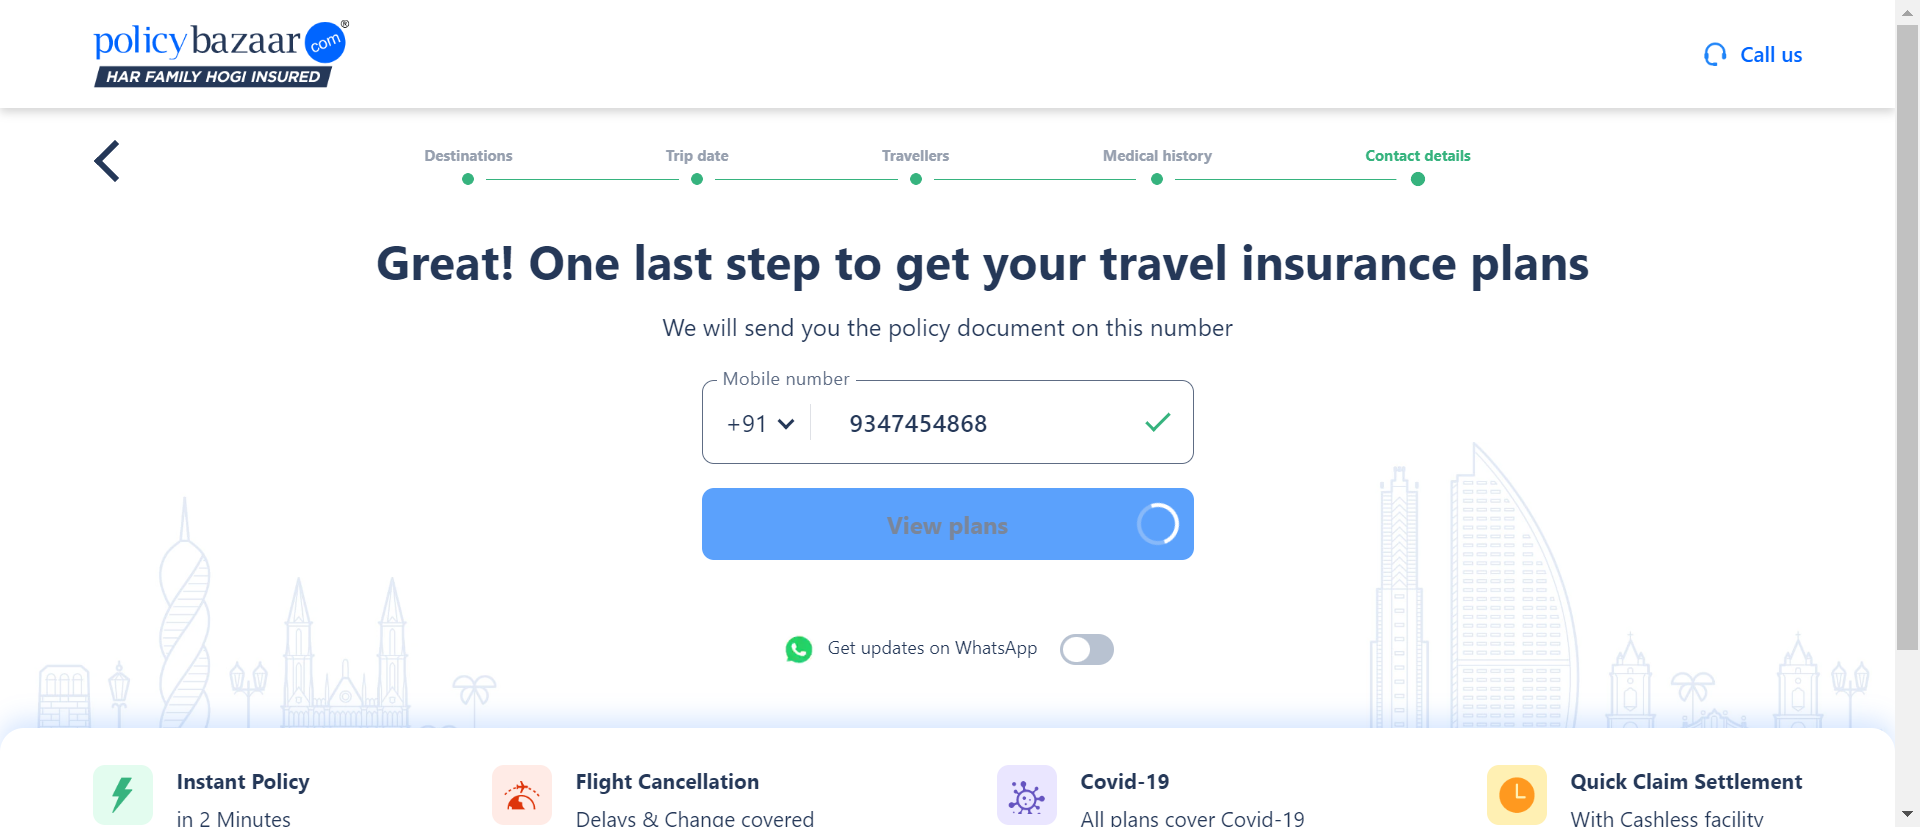 policybazaar com®
HAR FAMILY HOGI INSURED
Call us
Destinations
Trip date
Travellers
Medical history
Contact details
Great! One last step to get your travel insurance plans
We will send you the policy document on this number
Mobile number
+91 9347454868
View plans
Get updates on WhatsApp
Instant Policy
in 2 Minutes
Flight Cancellation
Delays & Change covered
Covid-19
All plans cover Covid-19
Quick Claim Settlement
With Cashless facility